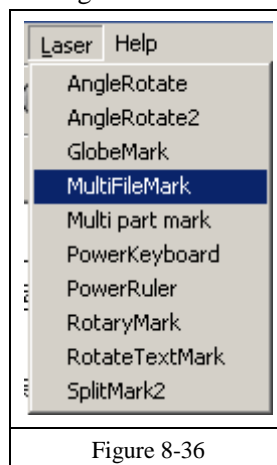 Laser Help
AngleRotate
AngleRotate2
GlobeMark
MultiFileMark
Multi part mark
PowerKeyboard
PowerRuler
RotaryMark
RotateTextMark
SplitMark2
Figure 8-36